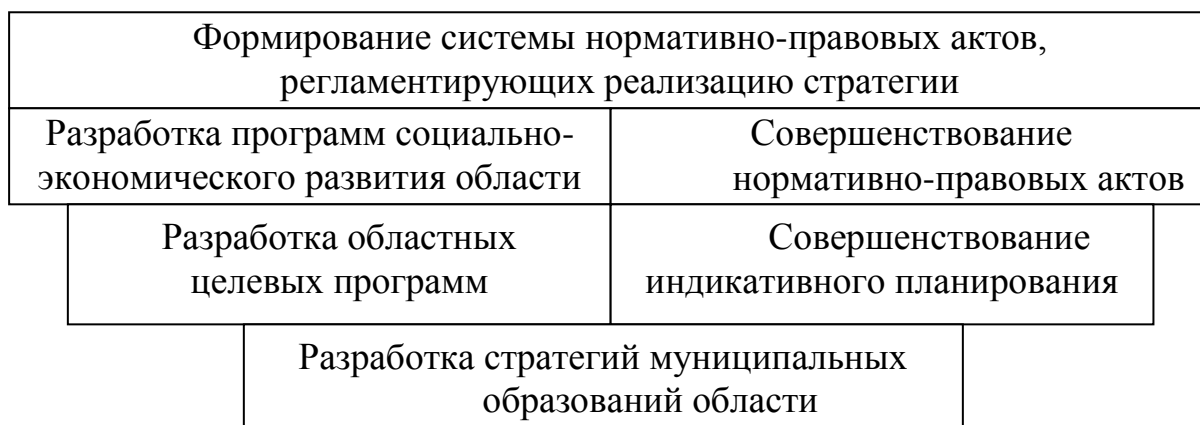 Формирование системы нормативно-правовых актов,
регламентирующих реализацию стратегии
Разработка программ социально-
экономического развития области
Совершенствование
нормативно-правовых актов
Разработка областных
целевых программ
Совершенствование
индикативного планирования
Разработка стратегий муниципальных
образований области